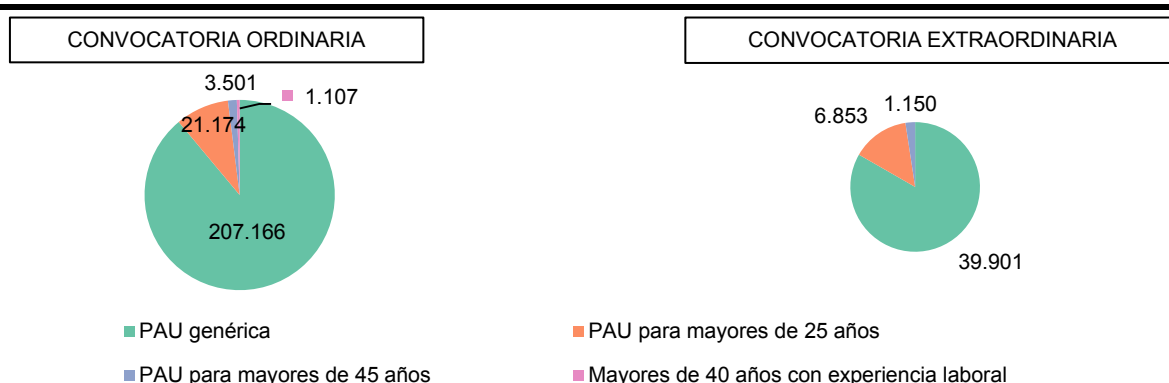 CONVOCATORIA ORDINARIA
CONVOCATORIA EXTRAORDINARIA
3.501
1.107
21.174
207.166
6.853
1.150
39.901
PAU genérica
PAU para mayores de 25 años
PAU para mayores de 45 años
Mayores de 40 años con experiencia laboral